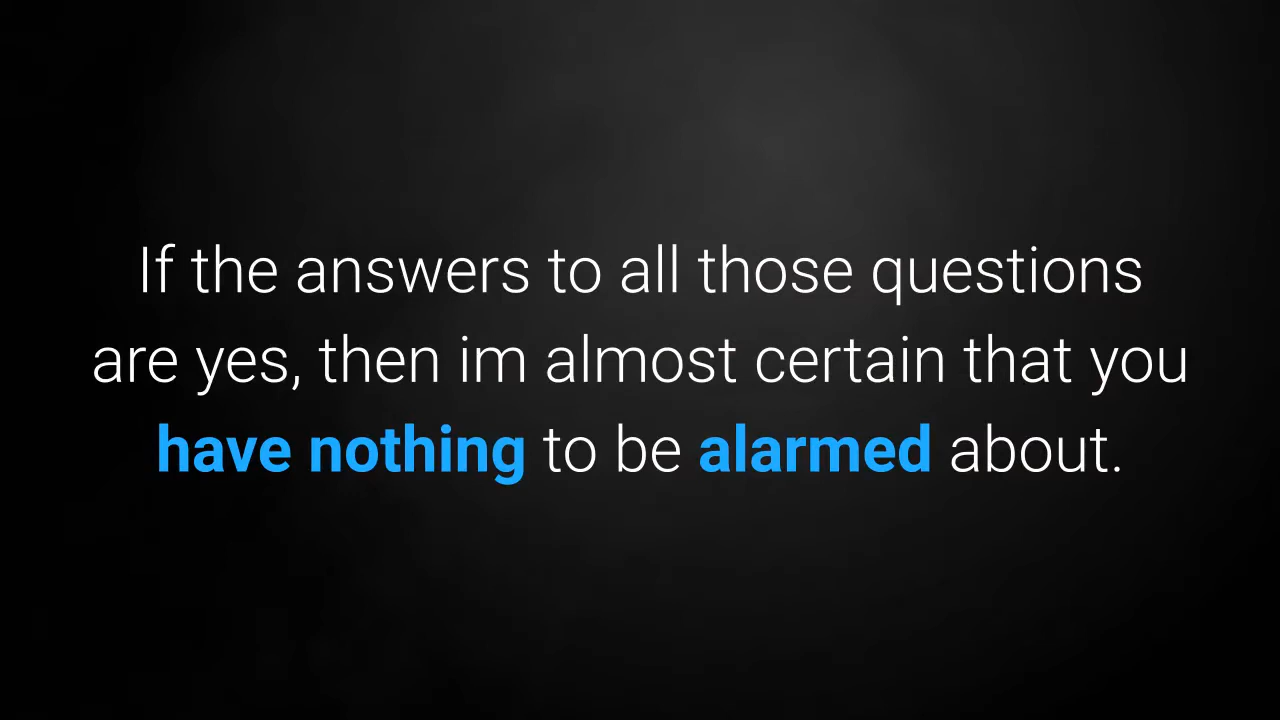 If the answers to all those questions
are yes, then im almost certain that you
have nothing to be alarmed about.